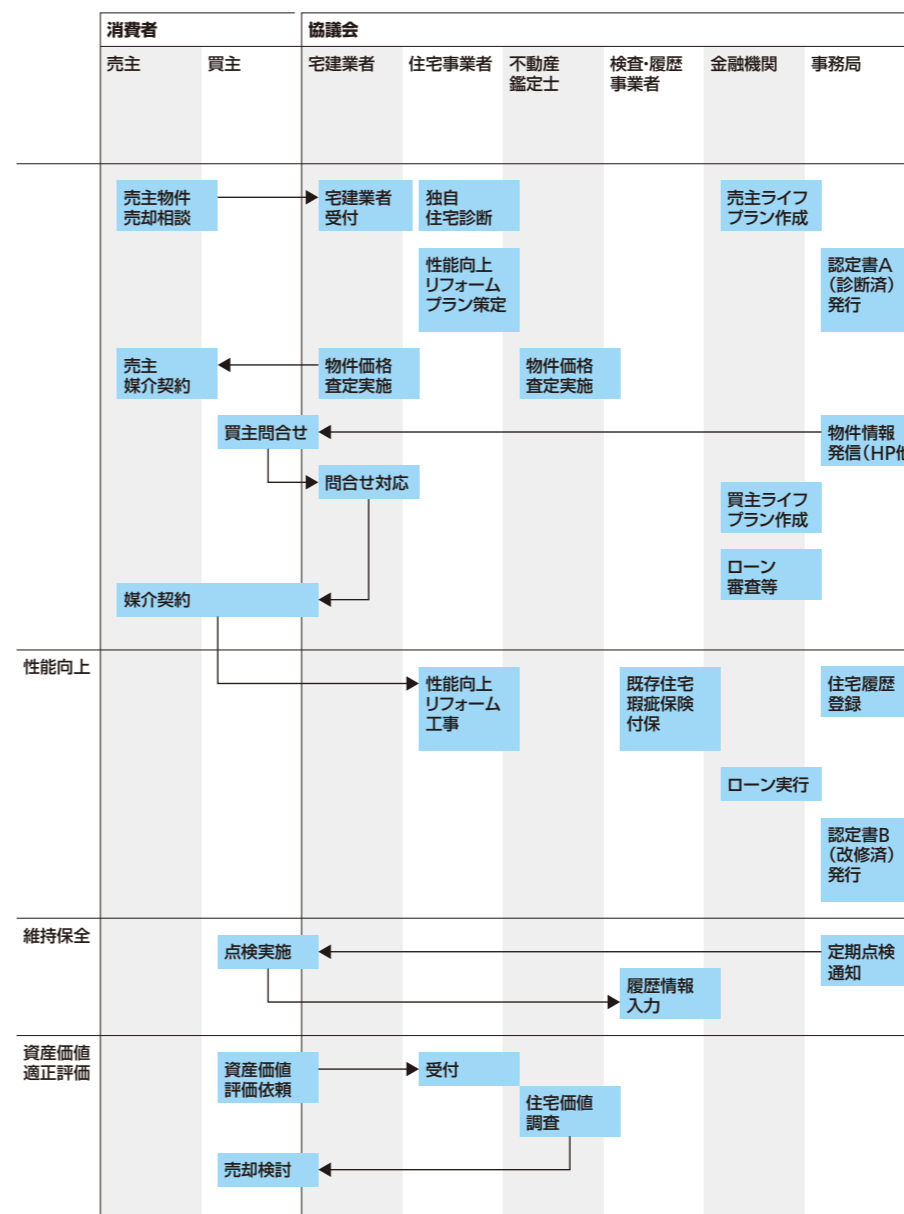 消費者
協議会
売主
買主
宅建業者
住宅事業者
不動産
鑑定士
検査・履歴
事業者
金融機関
事務局
売主物件
売却相談
宅建業者
受付
独自
住宅診断
売主ライフ
プラン作成
性能向上
リフォーム
プラン策定
認定書A
(診断済)
発行
売主
媒介契約
物件価格
査定実施
物件価格
査定実施
買主問合せ
物件情報
発信(HP他
問合せ対応
買主ライフ
プラン作成
ローン
審査等
媒介契約
性能向上
性能向上
リフォーム
工事
既存住宅
瑕疵保険
付保
住宅履歴
登録
ローン実行
認定書B
(改修済)
発行
維持保全
点検実施
定期点検
通知
履歴情報
入力
資産価値
適正評価
資産価値
評価依頼
受付
住宅価値
調査
売却検討